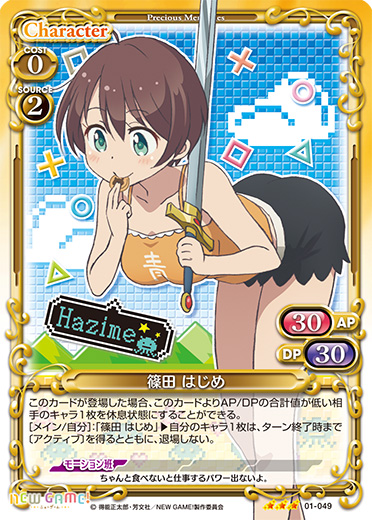 Precious Memories
Character
COST
0
SOURCE
2
青
Hazime
30 AP
DP 30
篠田 はじめ
このカードが登場した場合、このカードよりAP/DPの合計値が低い相
手のキャラ1枚を休息状態にすることができる。
[メイン/自分]:「篠田 はじめ」▶自分のキャラ1枚は、ターン終了時まで
〔アクティブ〕を得るとともに、退場しない。
モーション班
ちゃんと食べないと仕事するパワー出ないよ。
NEW GAME!
© 得能正太郎・芳文社/NEW GAME!製作委員会
01-049